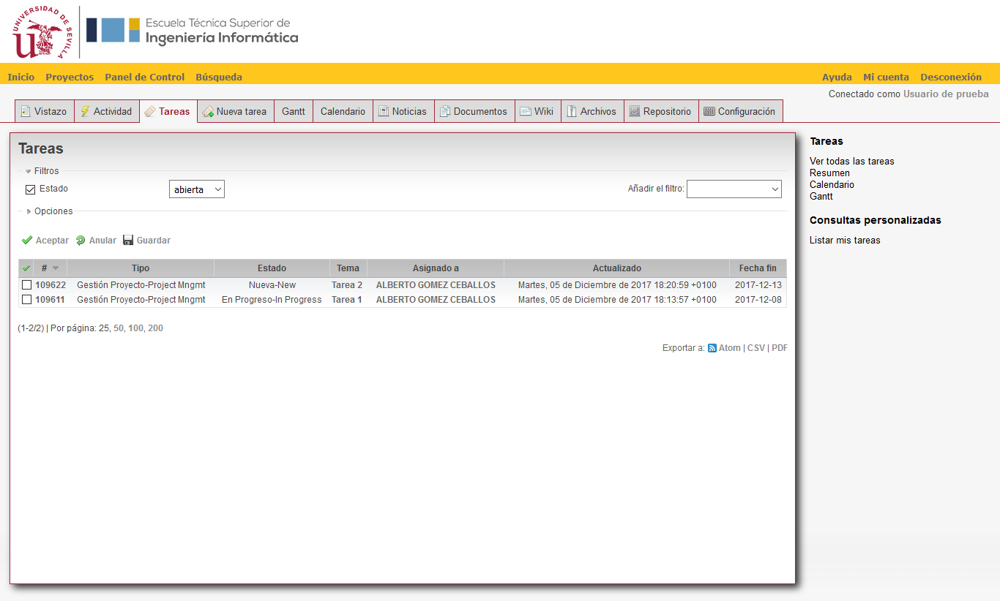 UNIVERSIDAD DE SEVILLA
Escuela Técnica Superior de
Ingeniería Informática
Inicio Proyectos Panel de Control Búsqueda Ayuda Mi cuenta Desconexión
Conectado como Usuario de prueba
Vistazo Actividad Tareas Nueva tarea Gantt Calendario Noticias Documentos Wiki Archivos Repositorio Configuración
Tareas
Filtros
Estado abierta Añadir el filtro:
Opciones
Aceptar Anular Guardar
# Tipo Estado Tema Asignado a Actualizado Fecha fin
109622 Gestión Proyecto-Project Mngmt Nueva-New Tarea 2 ALBERTO GOMEZ CEBALLOS Martes, 05 de Diciembre de 2017 18:20:59 +0100 2017-12-13
109611 Gestión Proyecto-Project Mngmt En Progreso-In Progress Tarea 1 ALBERTO GOMEZ CEBALLOS Martes, 05 de Diciembre de 2017 18:13:57 +0100 2017-12-08
(1-2/2) | Por página: 25, 50, 100, 200
Exportar a: Atom | CSV | PDF
Tareas
Ver todas las tareas
Resumen
Calendario
Gantt
Consultas personalizadas
Listar mis tareas